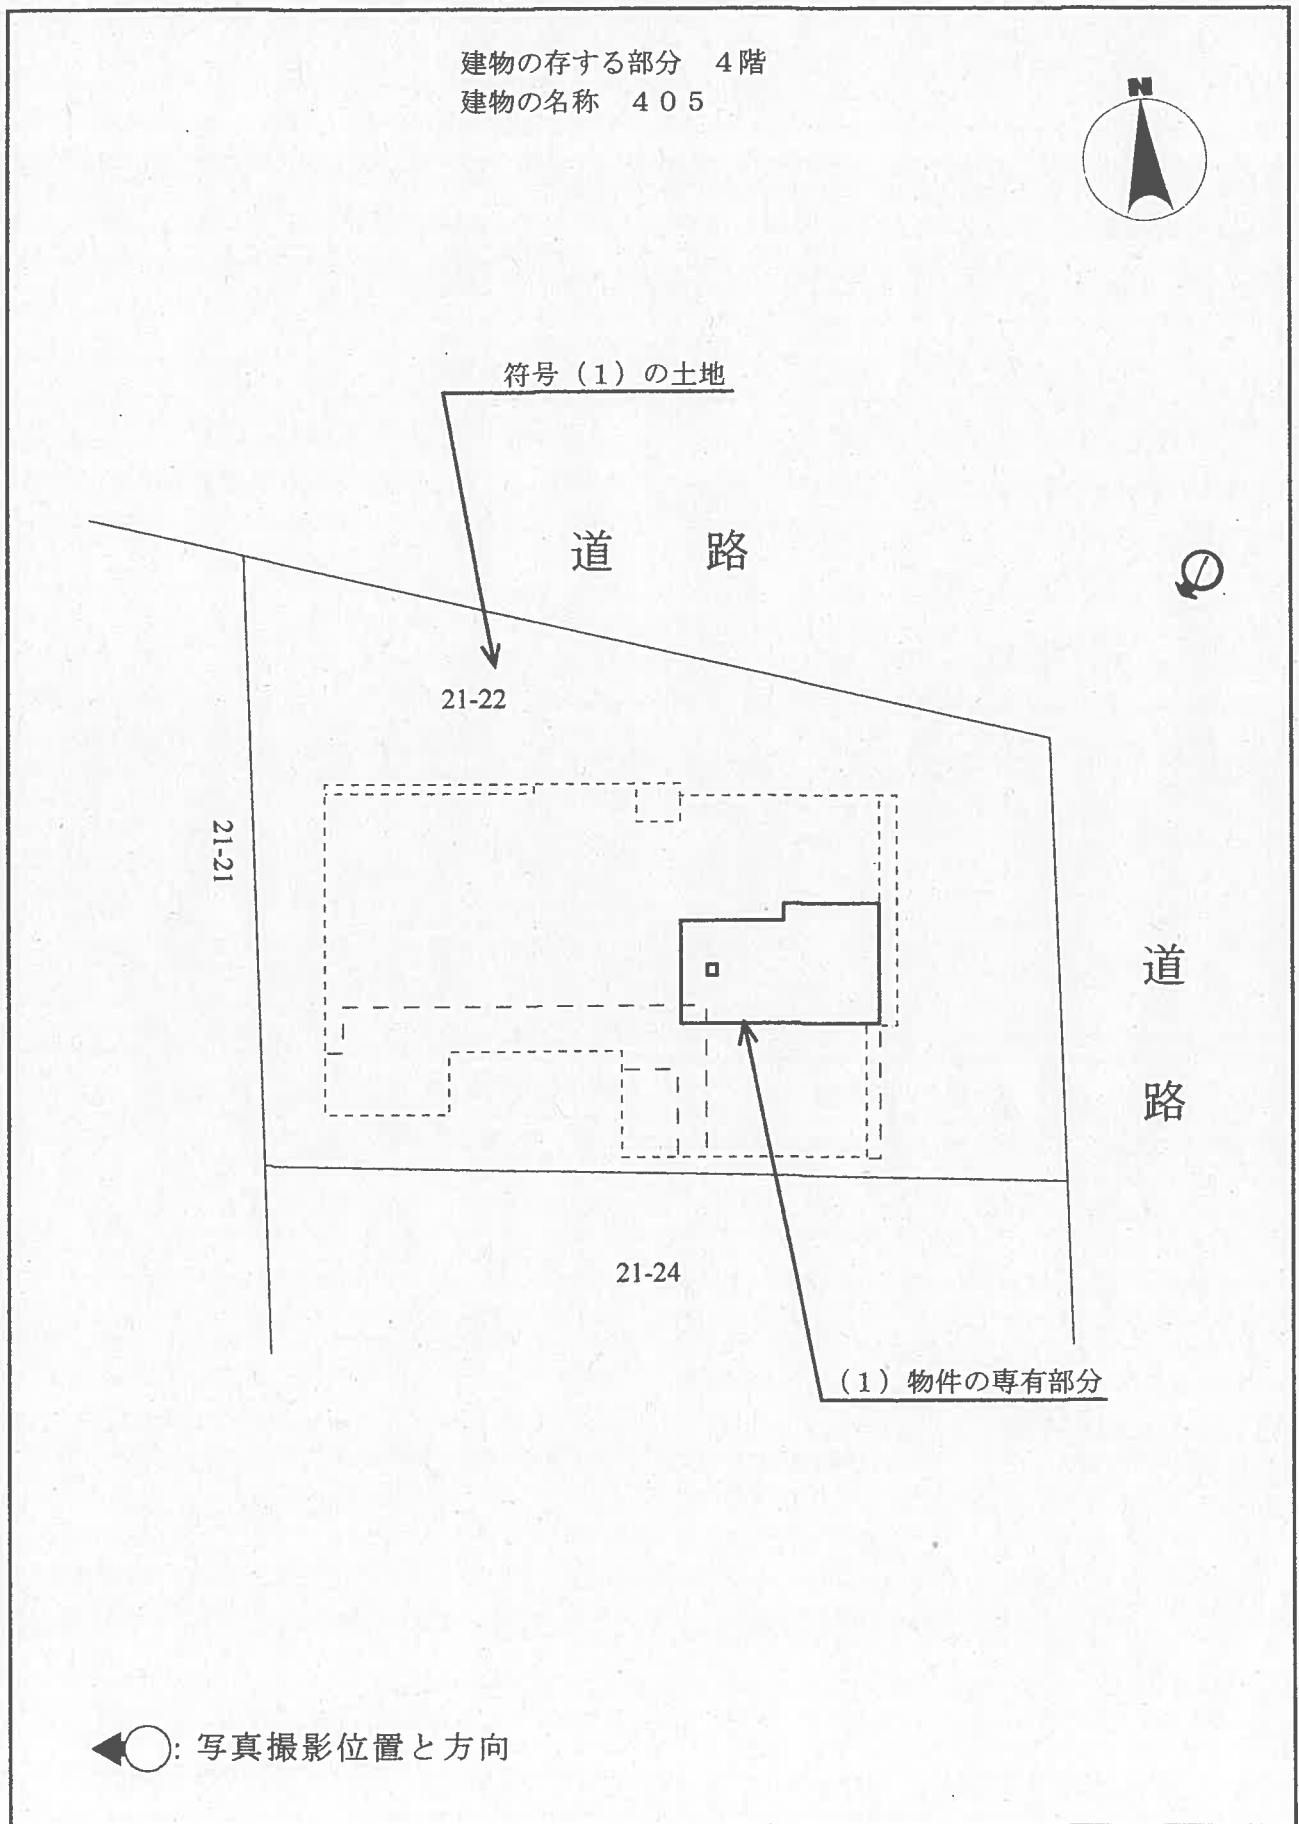 建物の存する部分　４階
建物の名称　４０５
N
符号（１）の土地
道　路
21-22
21-21
道
路
21-24
（１）物件の専有部分
: 写真撮影位置と方向